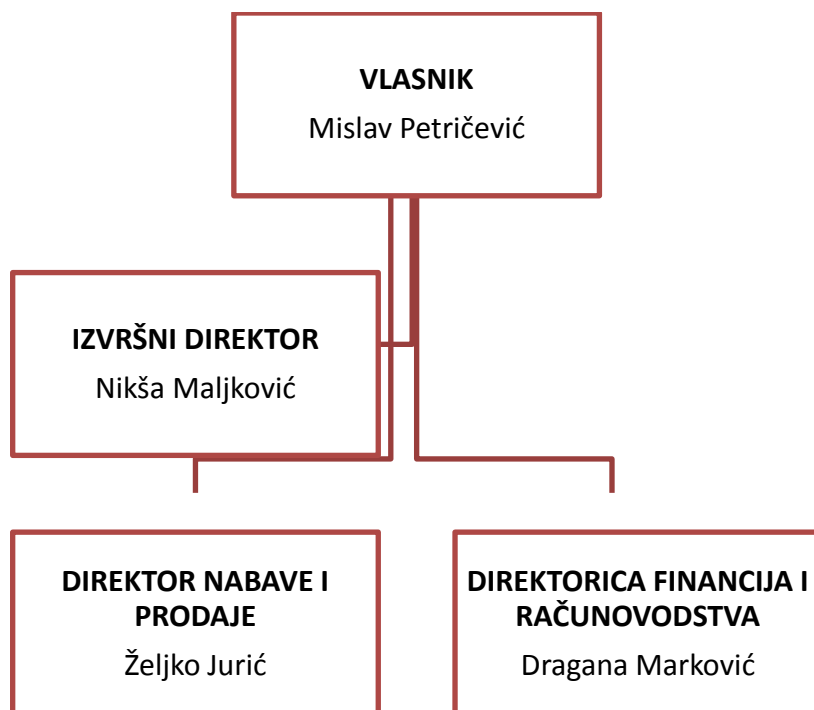 VLASNIK
Mislav Petričević
IZVRŠNI DIREKTOR
Nikša Maljković
DIREKTOR NABAVE I
PRODAJE
Željko Jurić
DIREKTORICA FINANCIJA I
RAČUNOVODSTVA
Dragana Marković